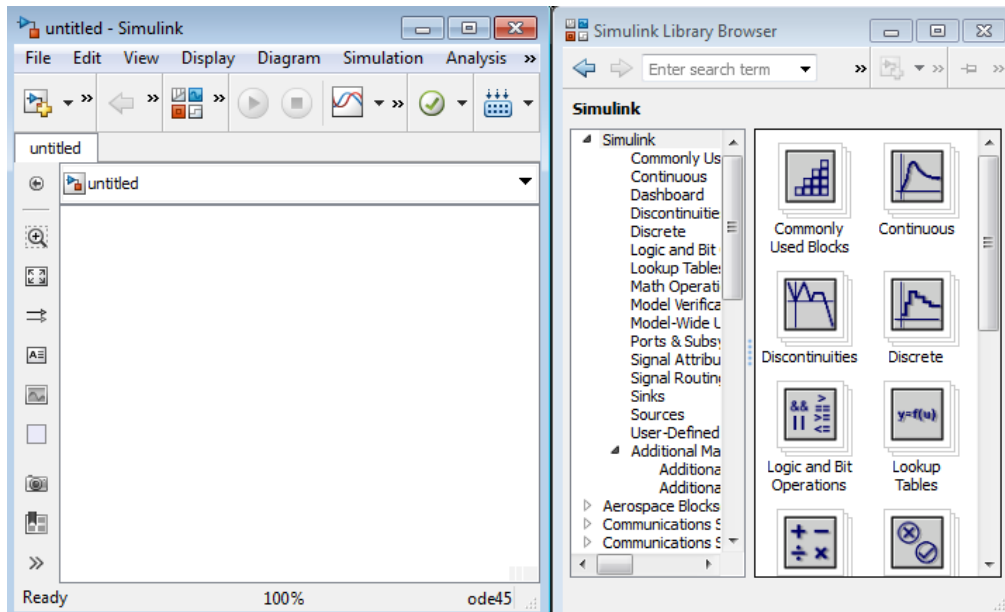 untitled - Simulink
File Edit View Display Diagram Simulation Analysis »
» » » »
untitled
untitled
A
»
Ready 100% ode45
Simulink Library Browser
Enter search term » » »
Simulink
Simulink
Commonly Us
Continuous
Dashboard
Discontinuitie
Discrete
Logic and Bit
Lookup Tables
Math Operati
Model Verifica
Model-Wide U
Ports & Subsy
Signal Attribu
Signal Routing
Sinks
Sources
User-Defined
Additional Ma
Additiona
Additiona
Aerospace Blocks
Communications S
Communications S
Commonly
Used Blocks
Continuous
Discontinuities
Discrete
&& > ==
|| >= <=
Logic and Bit
Operations
y=f(u)
Lookup
Tables
+ −
÷ ×